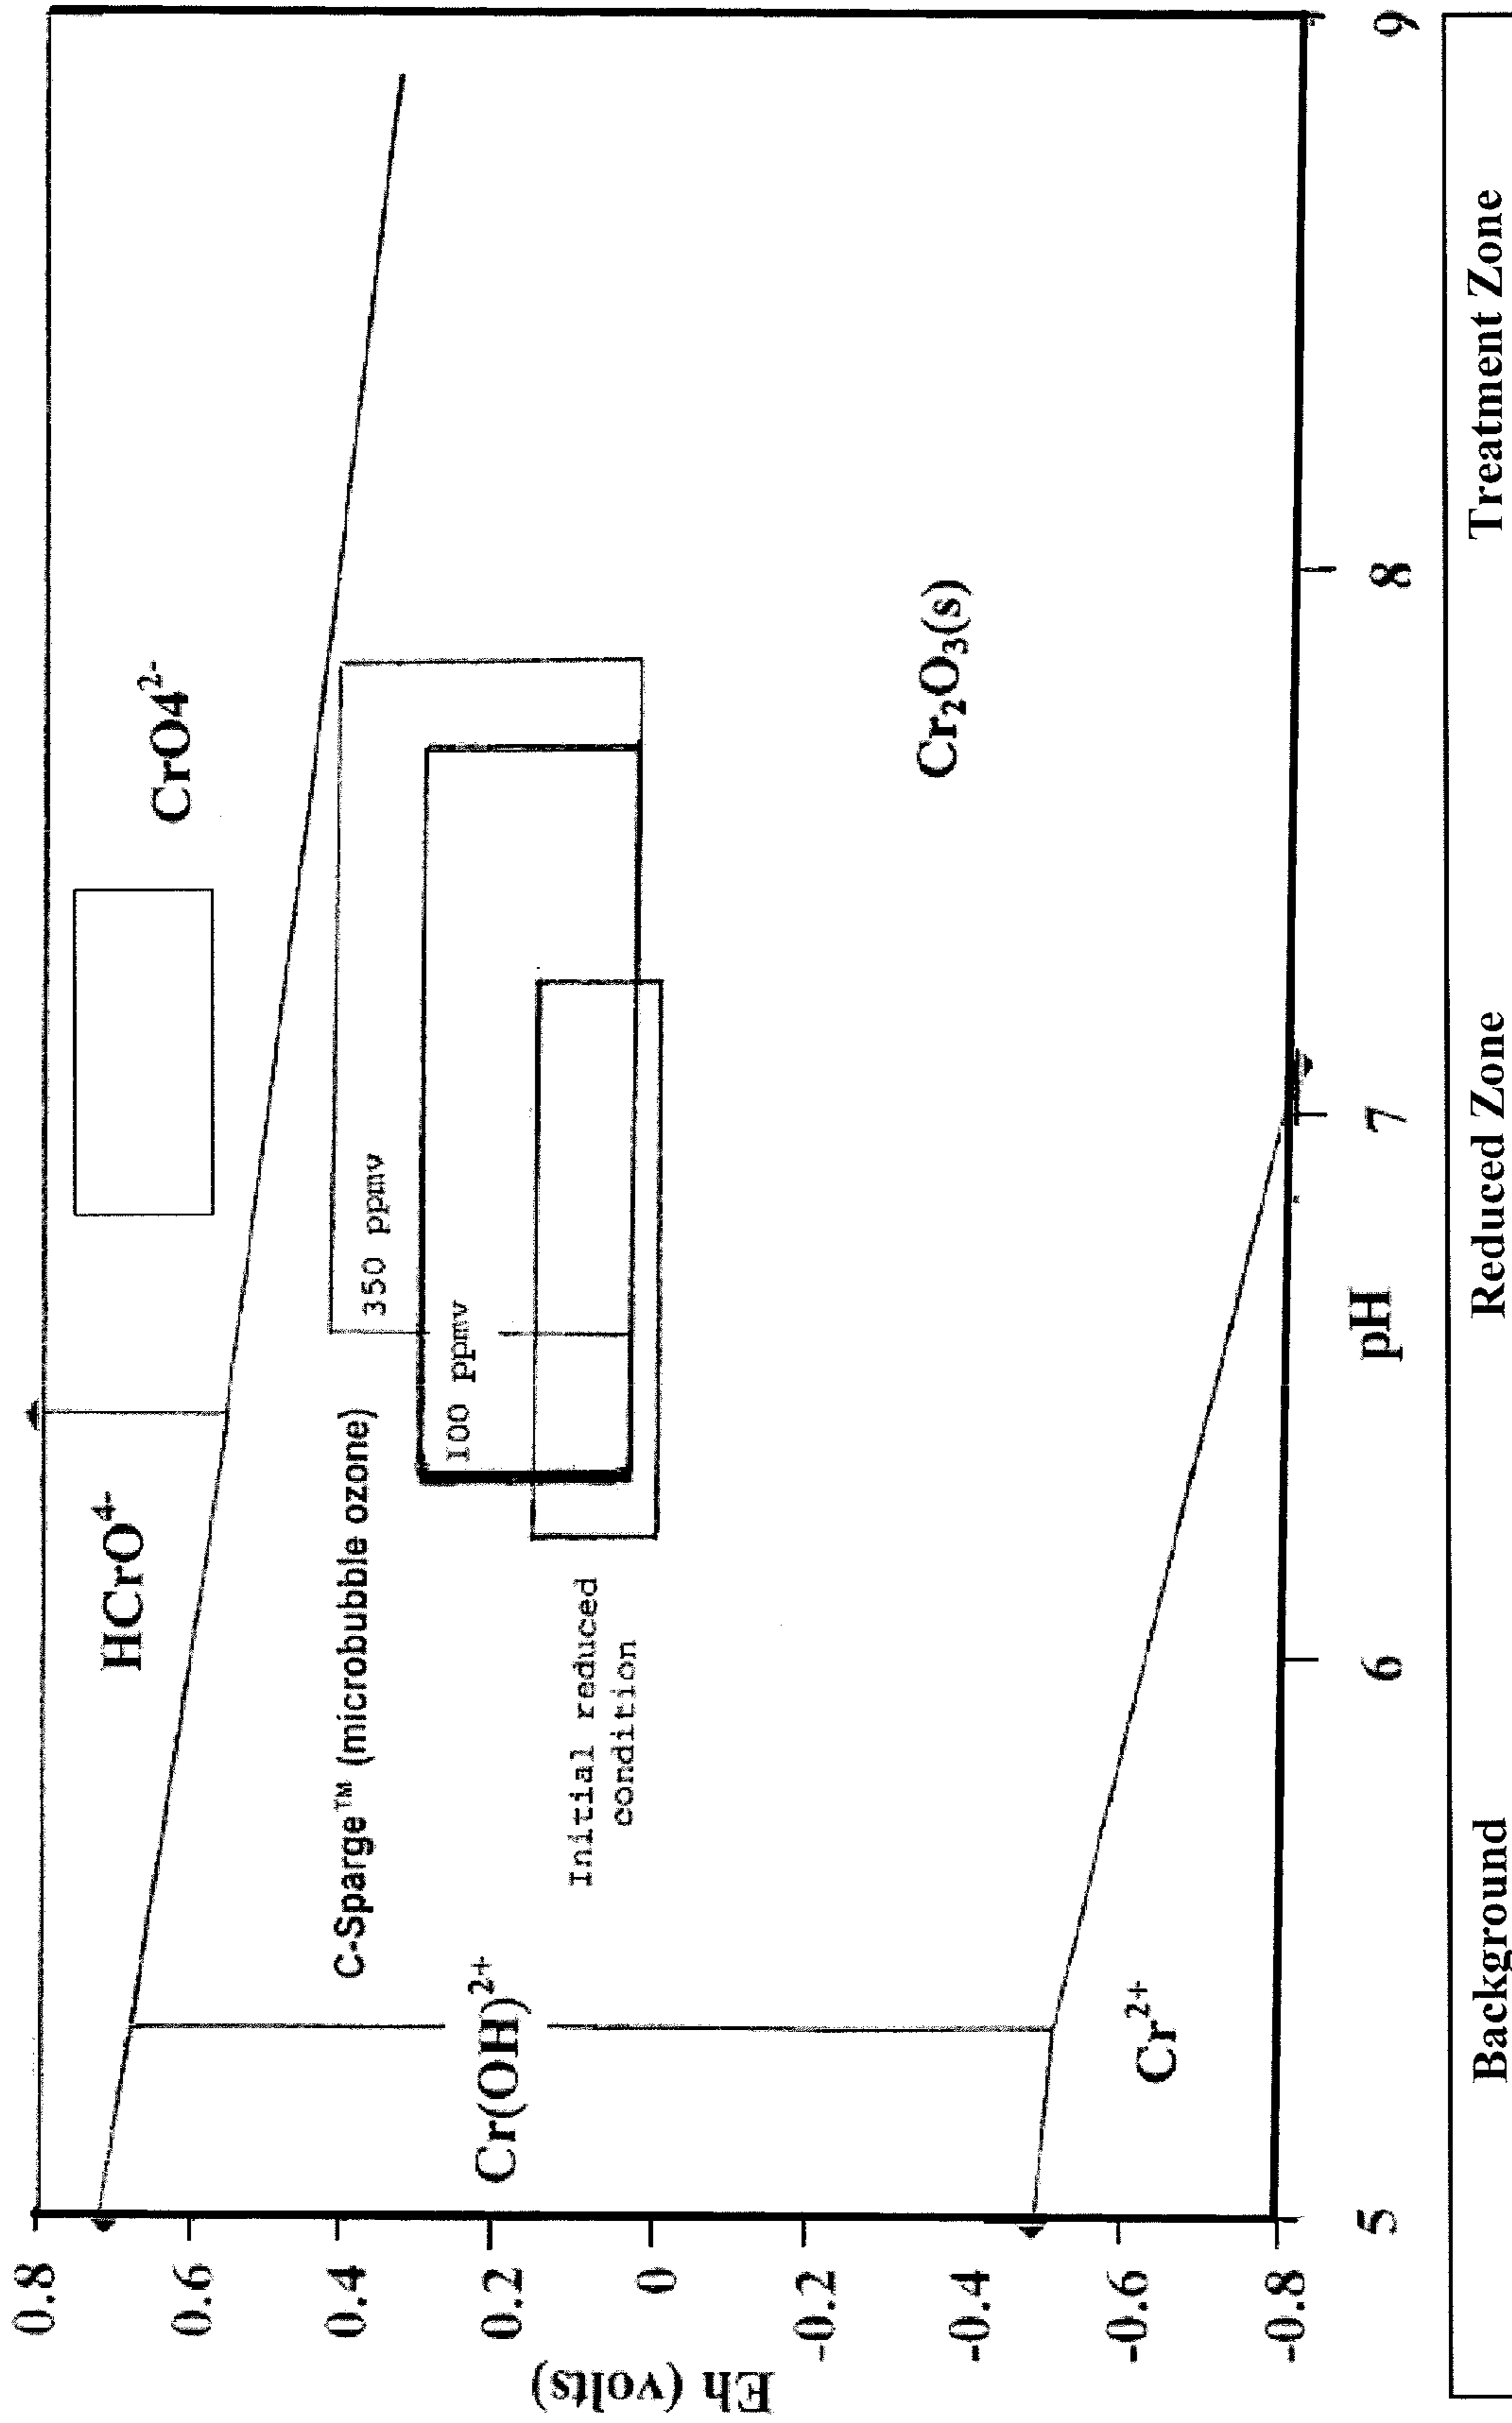 0.8
0.6
0.4
0.2
0
-0.2
-0.4
-0.6
-0.8
Eh (volts)
HCrO⁴⁻
CrO4²⁻
C-Sparge™ (microbubble ozone)
350 ppmv
100 ppmv
Initial reduced
condition
Cr(OH)²⁺
Cr₂O₃(s)
Cr²⁺
5
6
7
8
9
pH
Background
Reduced Zone
Treatment Zone